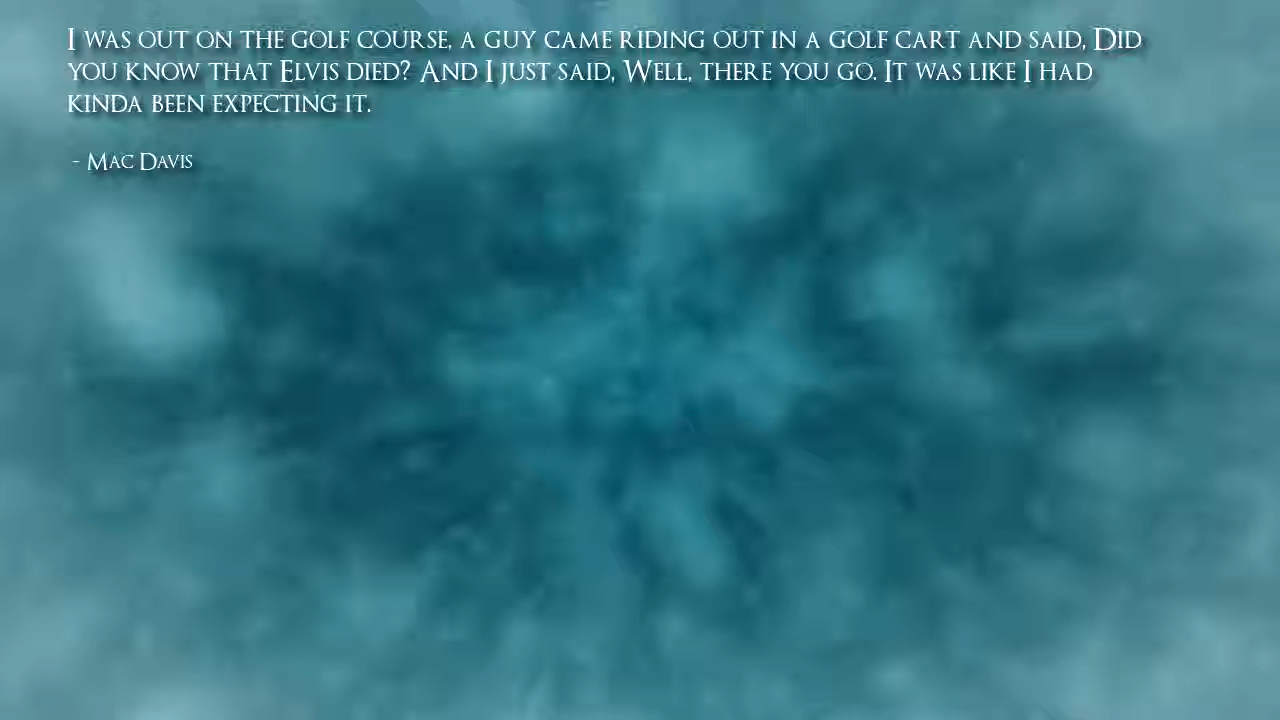 I was out on the golf course, a guy came riding out in a golf cart and said, Did
you know that Elvis died? And I just said, Well, there you go. It was like I had
kinda been expecting it.
- Mac Davis